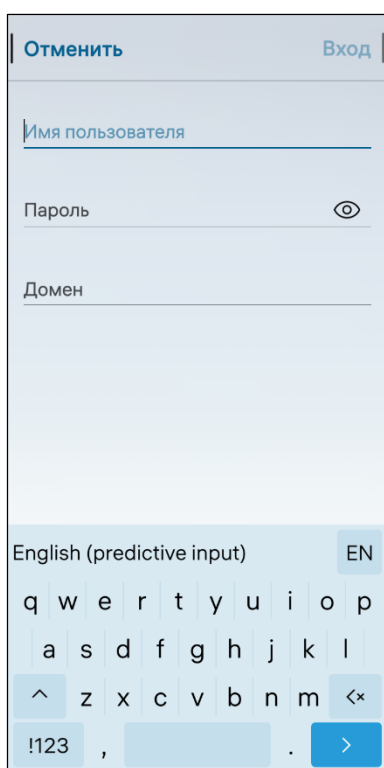 Отменить Вход
Имя пользователя
Пароль
Домен
English (predictive input) EN
q w e r t y u i o p
a s d f g h j k l
z x c v b n m
!123 , .